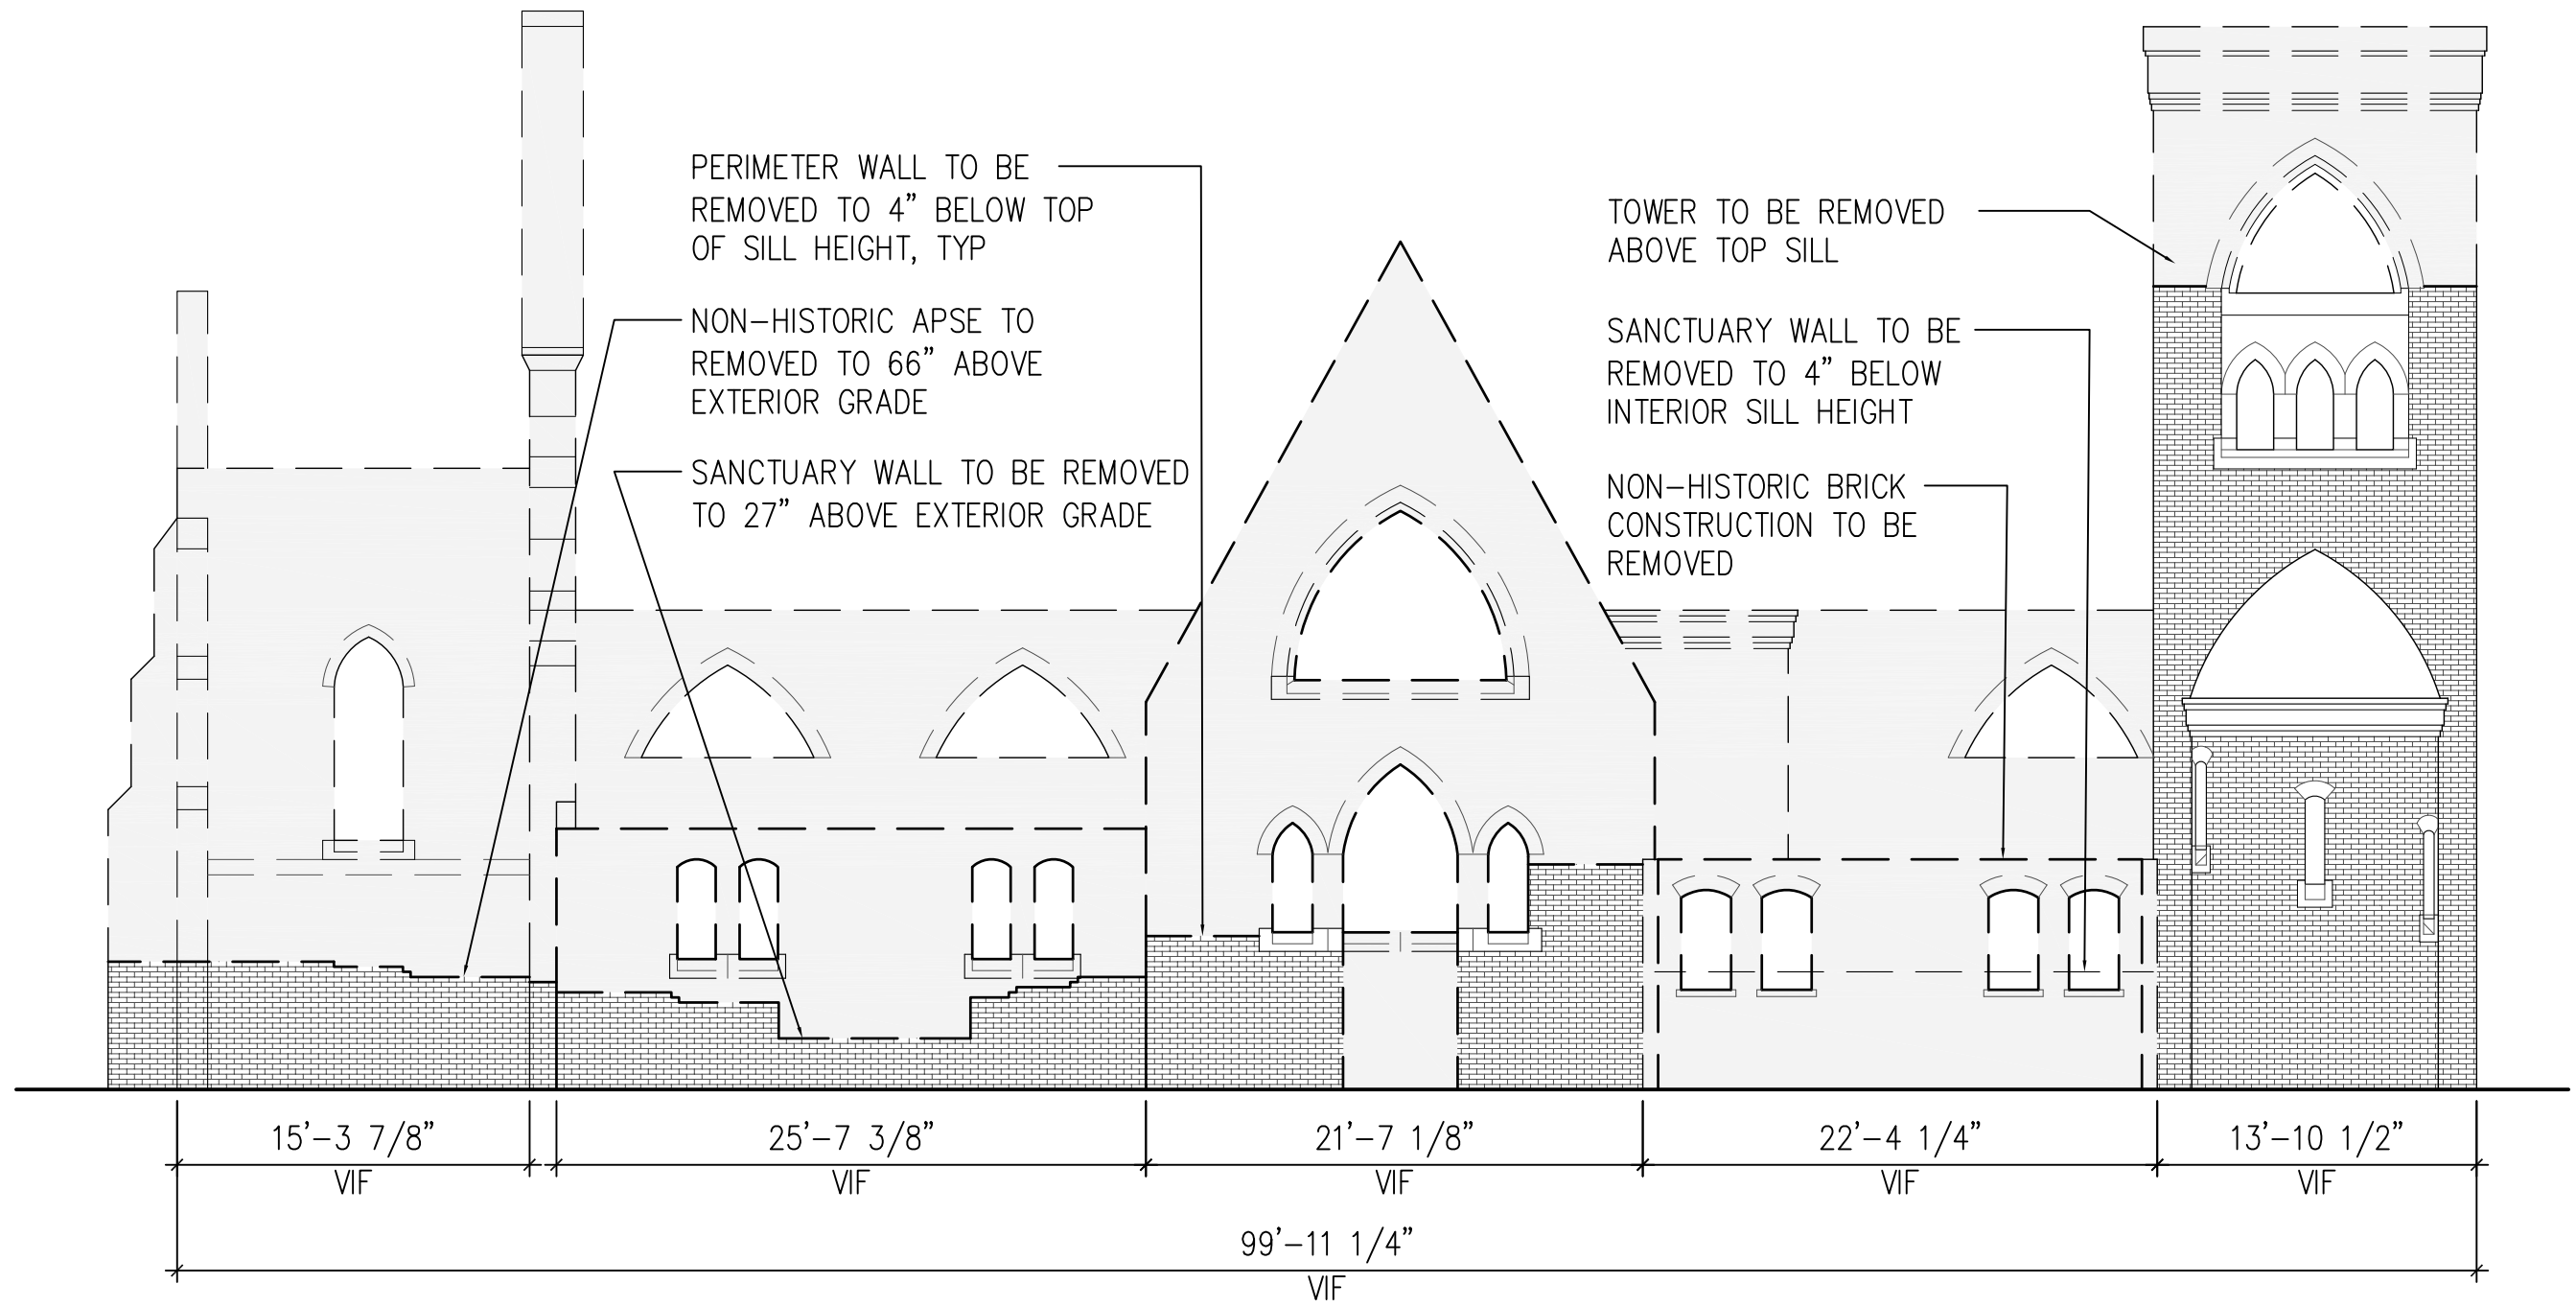 PERIMETER WALL TO BE
REMOVED TO 4” BELOW TOP
OF SILL HEIGHT, TYP
NON–HISTORIC APSE TO
REMOVED TO 66” ABOVE
EXTERIOR GRADE
SANCTUARY WALL TO BE REMOVED
TO 27” ABOVE EXTERIOR GRADE
TOWER TO BE REMOVED
ABOVE TOP SILL
SANCTUARY WALL TO BE
REMOVED TO 4” BELOW
INTERIOR SILL HEIGHT
NON–HISTORIC BRICK
CONSTRUCTION TO BE
REMOVED
15’–3 7/8”
VIF
25’–7 3/8”
VIF
21’–7 1/8”
VIF
22’–4 1/4”
VIF
13’–10 1/2”
VIF
99’–11 1/4”
VIF